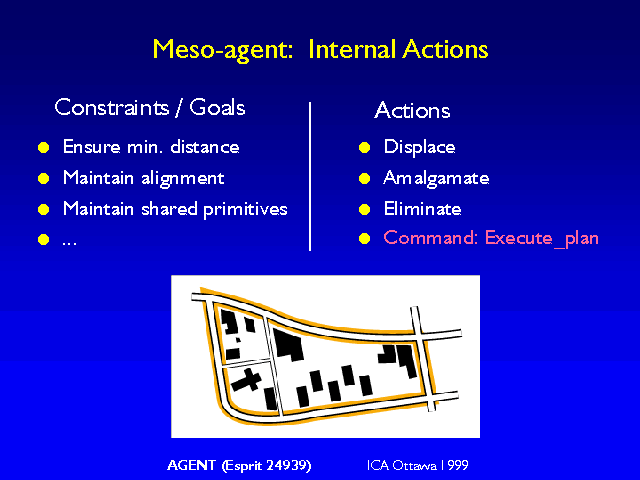 Meso-agent: Internal Actions
Constraints / Goals
Ensure min. distance
Maintain alignment
Maintain shared primitives
...
Actions
Displace
Amalgamate
Eliminate
Command: Execute_plan
AGENT (Esprit 24939) ICA Ottawa 1999